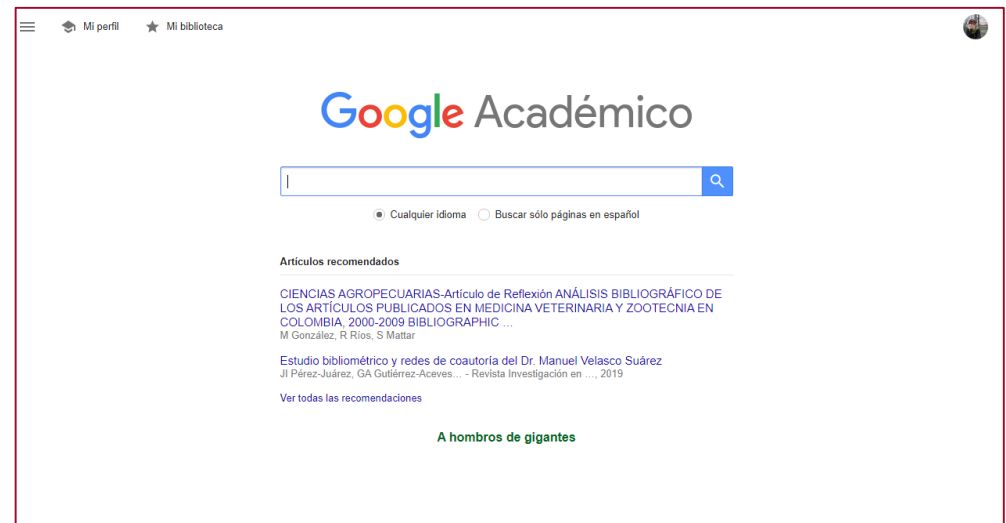 Mi perfil
Mi biblioteca
Google Académico
Cualquier idioma
Buscar sólo páginas en español
Artículos recomendados
CIENCIAS AGROPECUARIAS-Artículo de Reflexión ANÁLISIS BIBLIOGRÁFICO DE
LOS ARTÍCULOS PUBLICADOS EN MEDICINA VETERINARIA Y ZOOTECNIA EN
COLOMBIA, 2000-2009 BIBLIOGRAPHIC ...
M González, R Ríos, S Mattar
Estudio bibliométrico y redes de coautoría del Dr. Manuel Velasco Suárez
JI Pérez-Juárez, GA Gutiérrez-Aceves... - Revista Investigación en ..., 2019
Ver todas las recomendaciones
A hombros de gigantes